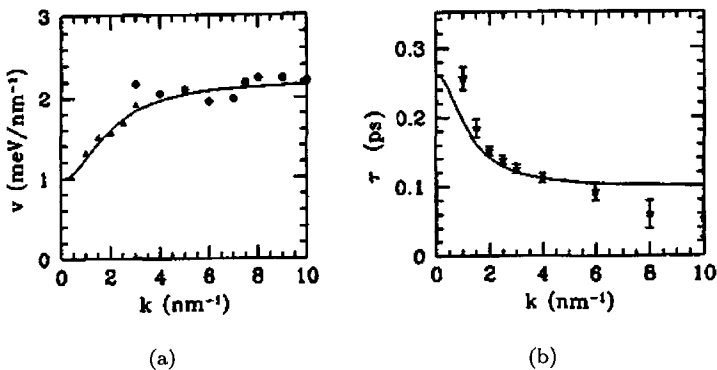 3
2
1
0
v (meV/nm⁻¹)
0 2 4 6 8 10
k (nm⁻¹)
(a)
0.3
0.2
0.1
0
τ (ps)
0 2 4 6 8 10
k (nm⁻¹)
(b)